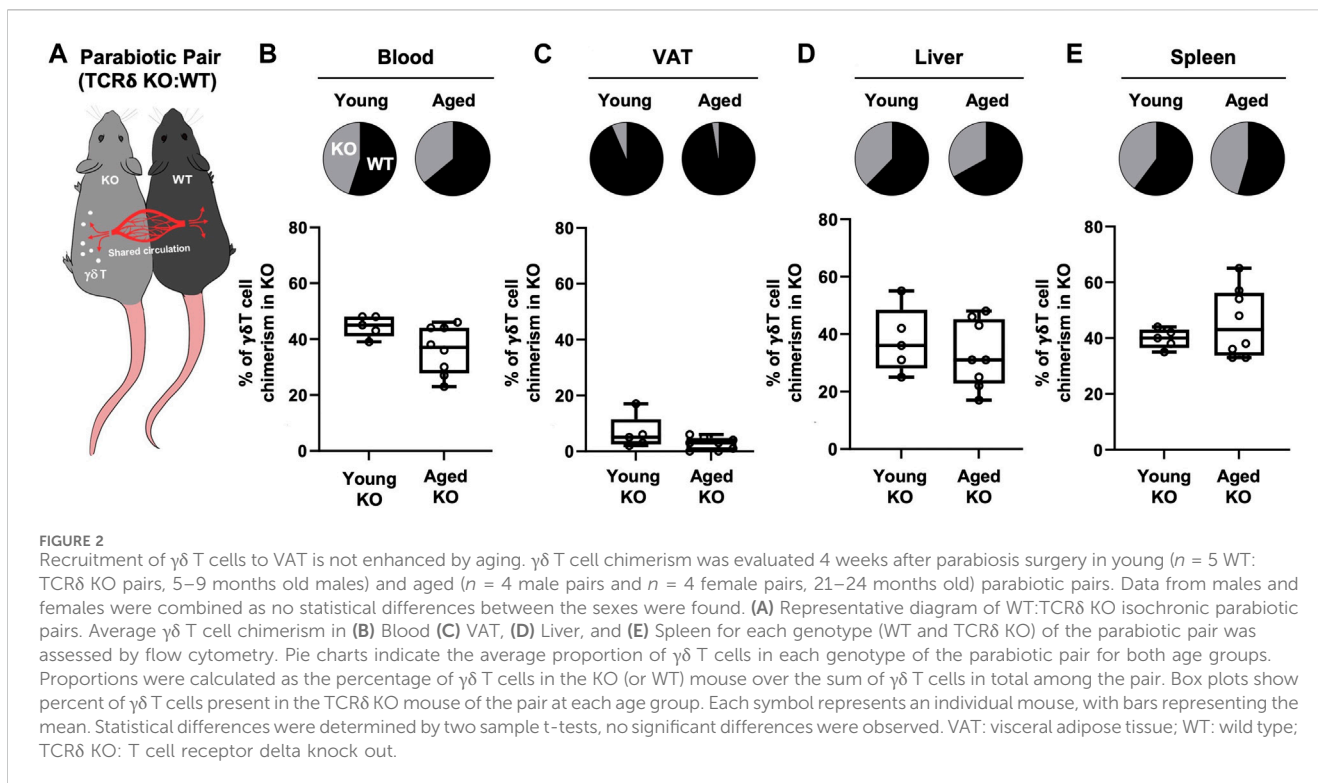 A Parabiotic Pair
(TCRδ KO:WT)
KO
WT
Shared circulation
γδ T
B
Blood
Young
Aged
KO
WT
% of γδT cell
chimerism in KO
80
60
40
20
0
Young
KO
Aged
KO
C
VAT
Young
Aged
% of γδT cell
chimerism in KO
80
60
40
20
0
Young
KO
Aged
KO
D
Liver
Young
Aged
% of γδT cell
chimerism in KO
80
60
40
20
0
Young
KO
Aged
KO
E
Spleen
Young
Aged
% of γδT cell
chimerism in KO
80
60
40
20
0
Young
KO
Aged
KO
FIGURE 2
Recruitment of γδ T cells to VAT is not enhanced by aging. γδ T cell chimerism was evaluated 4 weeks after parabiosis surgery in young (n = 5 WT:
TCRδ KO pairs, 5–9 months old males) and aged (n = 4 male pairs and n = 4 female pairs, 21–24 months old) parabiotic pairs. Data from males and
females were combined as no statistical differences between the sexes were found. (A) Representative diagram of WT:TCRδ KO isochronic parabiotic
pairs. Average γδ T cell chimerism in (B) Blood (C) VAT, (D) Liver, and (E) Spleen for each genotype (WT and TCRδ KO) of the parabiotic pair was
assessed by flow cytometry. Pie charts indicate the average proportion of γδ T cells in each genotype of the parabiotic pair for both age groups.
Proportions were calculated as the percentage of γδ T cells in the KO (or WT) mouse over the sum of γδ T cells in total among the pair. Box plots show
percent of γδ T cells present in the TCRδ KO mouse of the pair at each age group. Each symbol represents an individual mouse, with bars representing the
mean. Statistical differences were determined by two sample t-tests, no significant differences were observed. VAT: visceral adipose tissue; WT: wild type;
TCRδ KO: T cell receptor delta knock out.